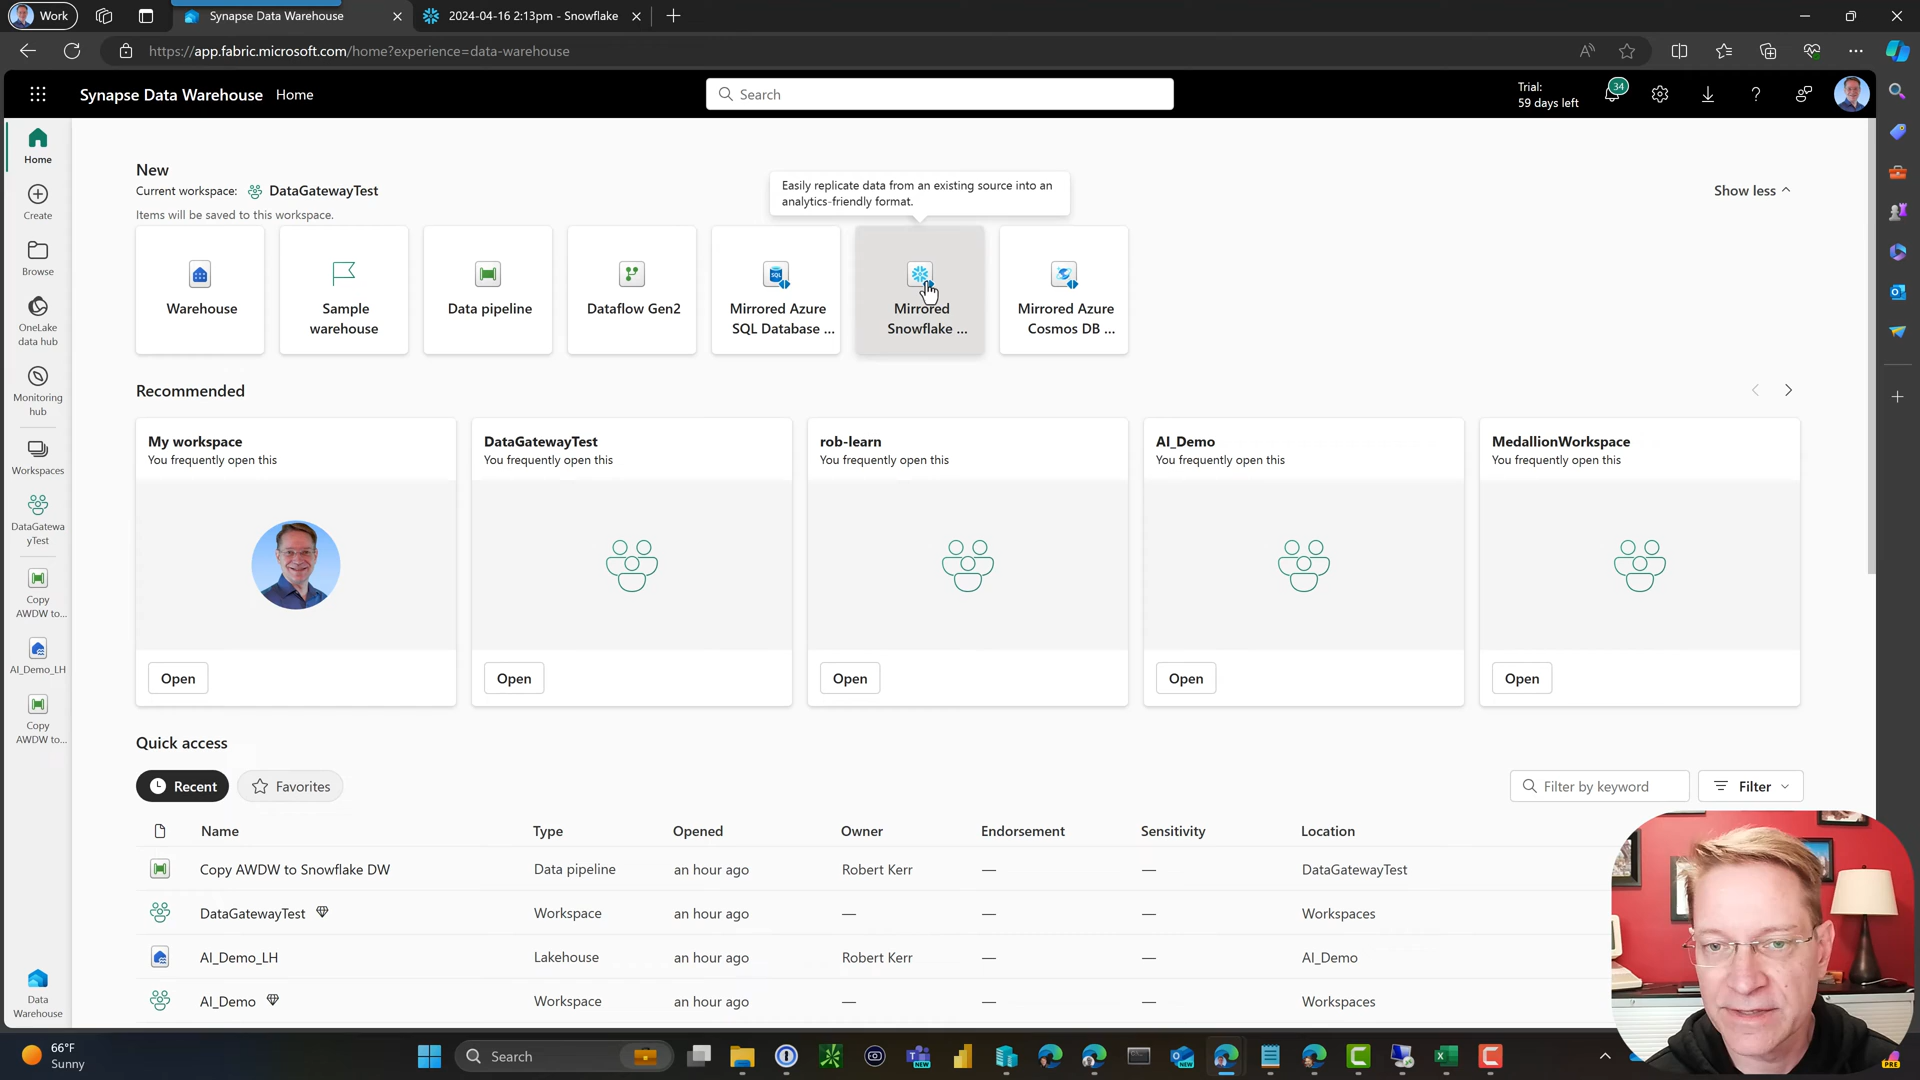 Work
Synapse Data Warehouse
2024-04-16 2:13pm - Snowflake
https://app.fabric.microsoft.com/home?experience=data-warehouse
Synapse Data Warehouse Home
Search
Trial:
59 days left
34
Home
Create
Browse
OneLake
data hub
Monitoring
hub
Workspaces
DataGatewa
yTest
Copy
AWDW to...
AI_Demo_LH
Copy
AWDW to...
Data
Warehouse
New
Current workspace: DataGatewayTest
Items will be saved to this workspace.
Show less
Easily replicate data from an existing source into an
analytics-friendly format.
Warehouse
Sample
warehouse
Data pipeline
Dataflow Gen2
SQL
Mirrored Azure
SQL Database ...
Mirrored
Snowflake ...
Mirrored Azure
Cosmos DB ...
Recommended
My workspace
You frequently open this
Open
DataGatewayTest
You frequently open this
Open
rob-learn
You frequently open this
Open
AI_Demo
You frequently open this
Open
MedallionWorkspace
You frequently open this
Open
Quick access
Recent
Favorites
Filter by keyword
Filter
Name Type Opened Owner Endorsement Sensitivity Location
Copy AWDW to Snowflake DW Data pipeline an hour ago Robert Kerr — — DataGatewayTest
DataGatewayTest Workspace an hour ago — — — Workspaces
AI_Demo_LH Lakehouse an hour ago Robert Kerr — — AI_Demo
AI_Demo Workspace an hour ago — — — Workspaces
66°F
Sunny
Search
NEW
NEW
PRE